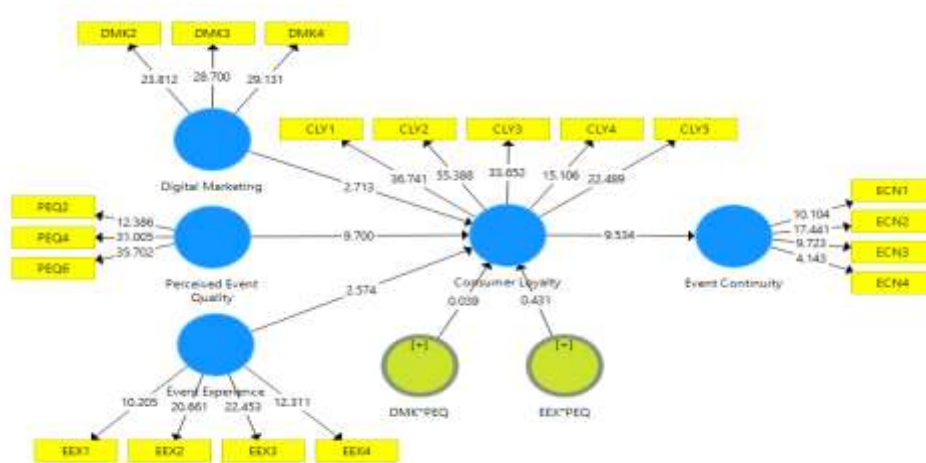 DMK2 DMK3 DMK4
23.812 28.700 29.131
Digital Marketing
CLY1 CLY2 CLY3 CLY4 CLY5
36.741 55.388 33.652 15.106 22.489
2.713
PEQ2
PEQ4
PEQ6
12.386
31.005
35.702
Perceived Event
Quality
9.700
Consumer Loyalty
9.534
Event Continuity
10.104
17.441
9.723
4.143
ECN1
ECN2
ECN3
ECN4
2.574
0.039
0.431
[+]
[+]
DMK*PEQ
EEX*PEQ
Event Experience
10.205 20.661 22.453 12.311
EEX1 EEX2 EEX3 EEX4